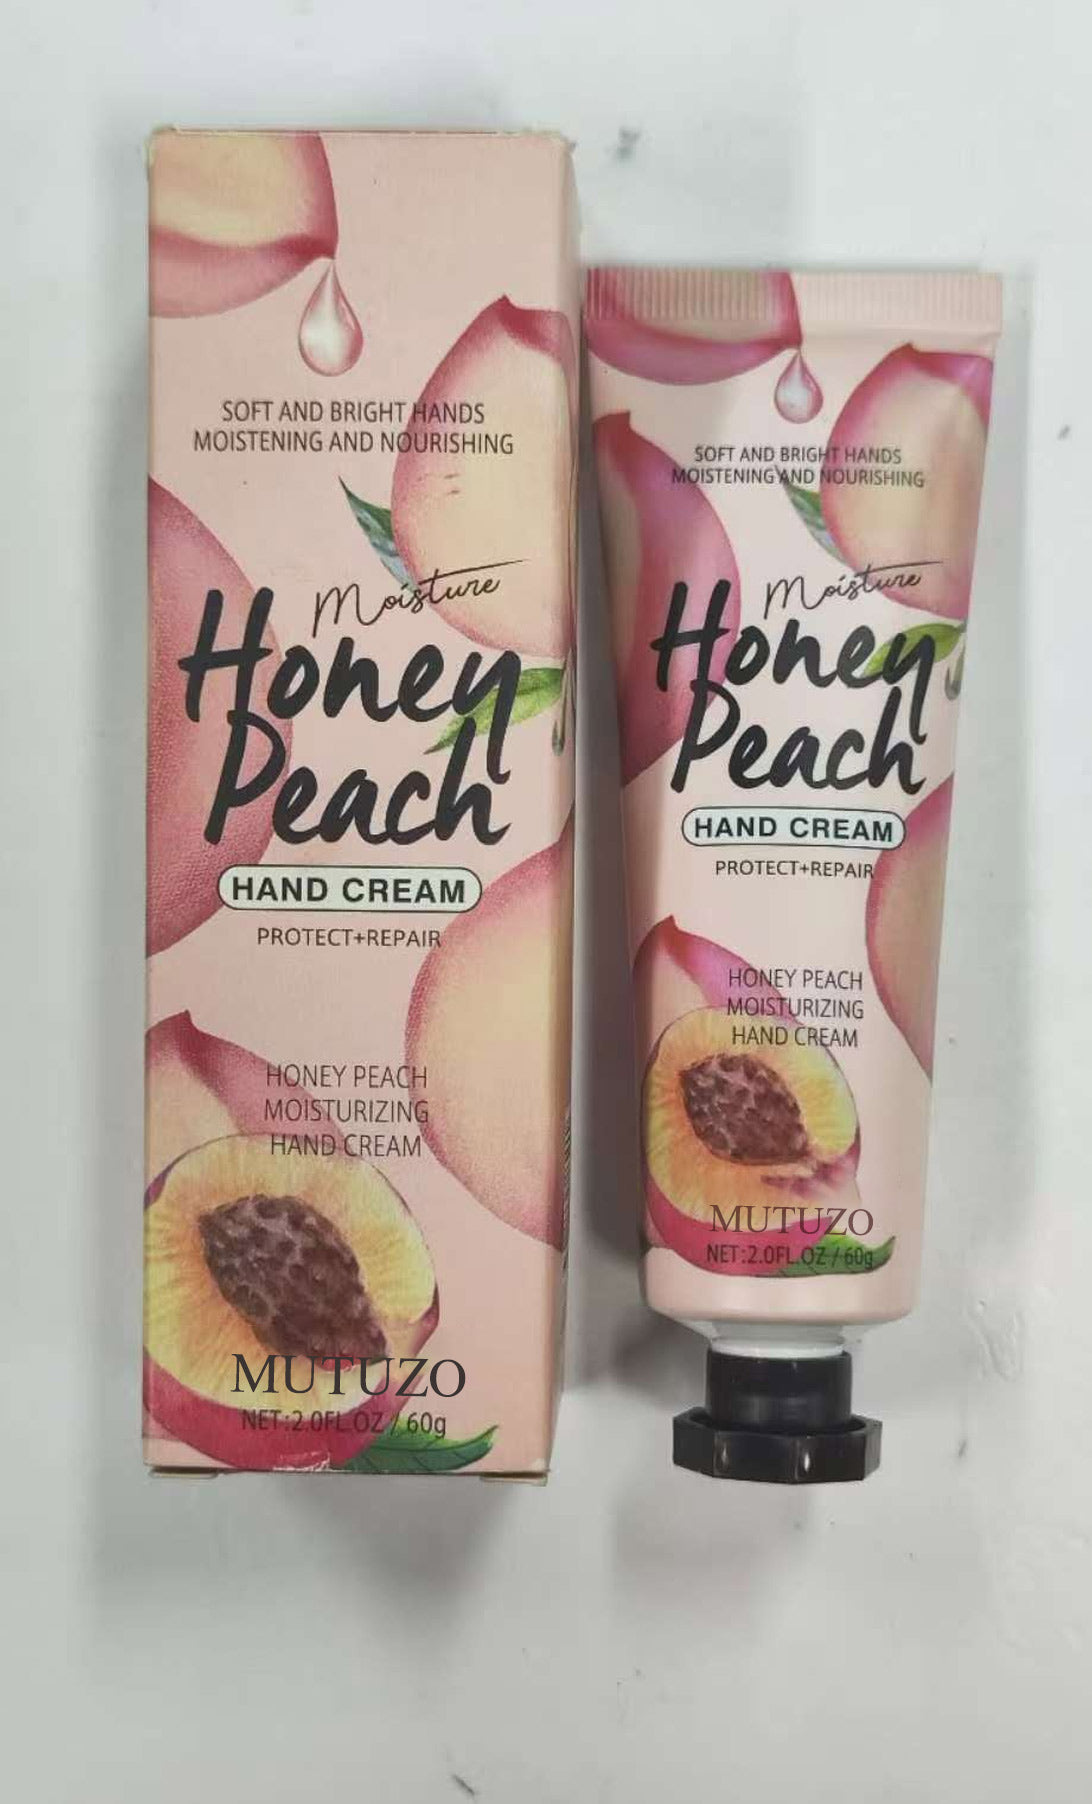 SOFT AND BRIGHT HANDS
MOISTENING AND NOURISHING
Moisture
Honey
Peach
HAND CREAM
PROTECT+REPAIR
HONEY PEACH
MOISTURIZING
HAND CREAM
MUTUZO
NET:2.0FL.OZ / 60g
SOFT AND BRIGHT HANDS
MOISTENING AND NOURISHING
Moisture
Honey
Peach
HAND CREAM
PROTECT+REPAIR
HONEY PEACH
MOISTURIZING
HAND CREAM
MUTUZO
NET:2.0FL.OZ / 60g